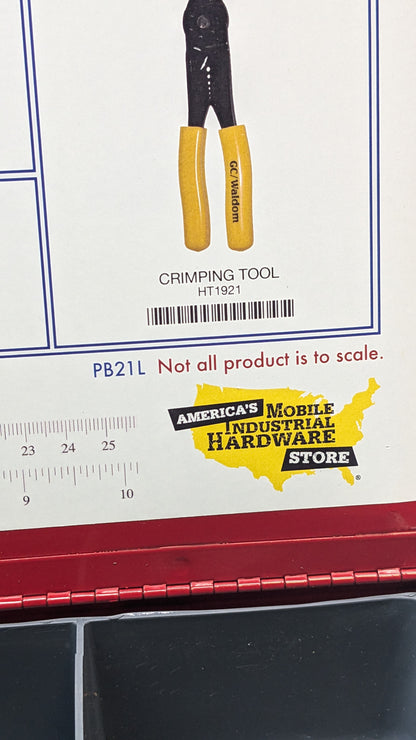 GC/Waldom
CRIMPING TOOL
HT1921
PB21L Not all product is to scale.
AMERICA'S MOBILE
INDUSTRIAL
HARDWARE
STORE
®
23 24 25
9 10